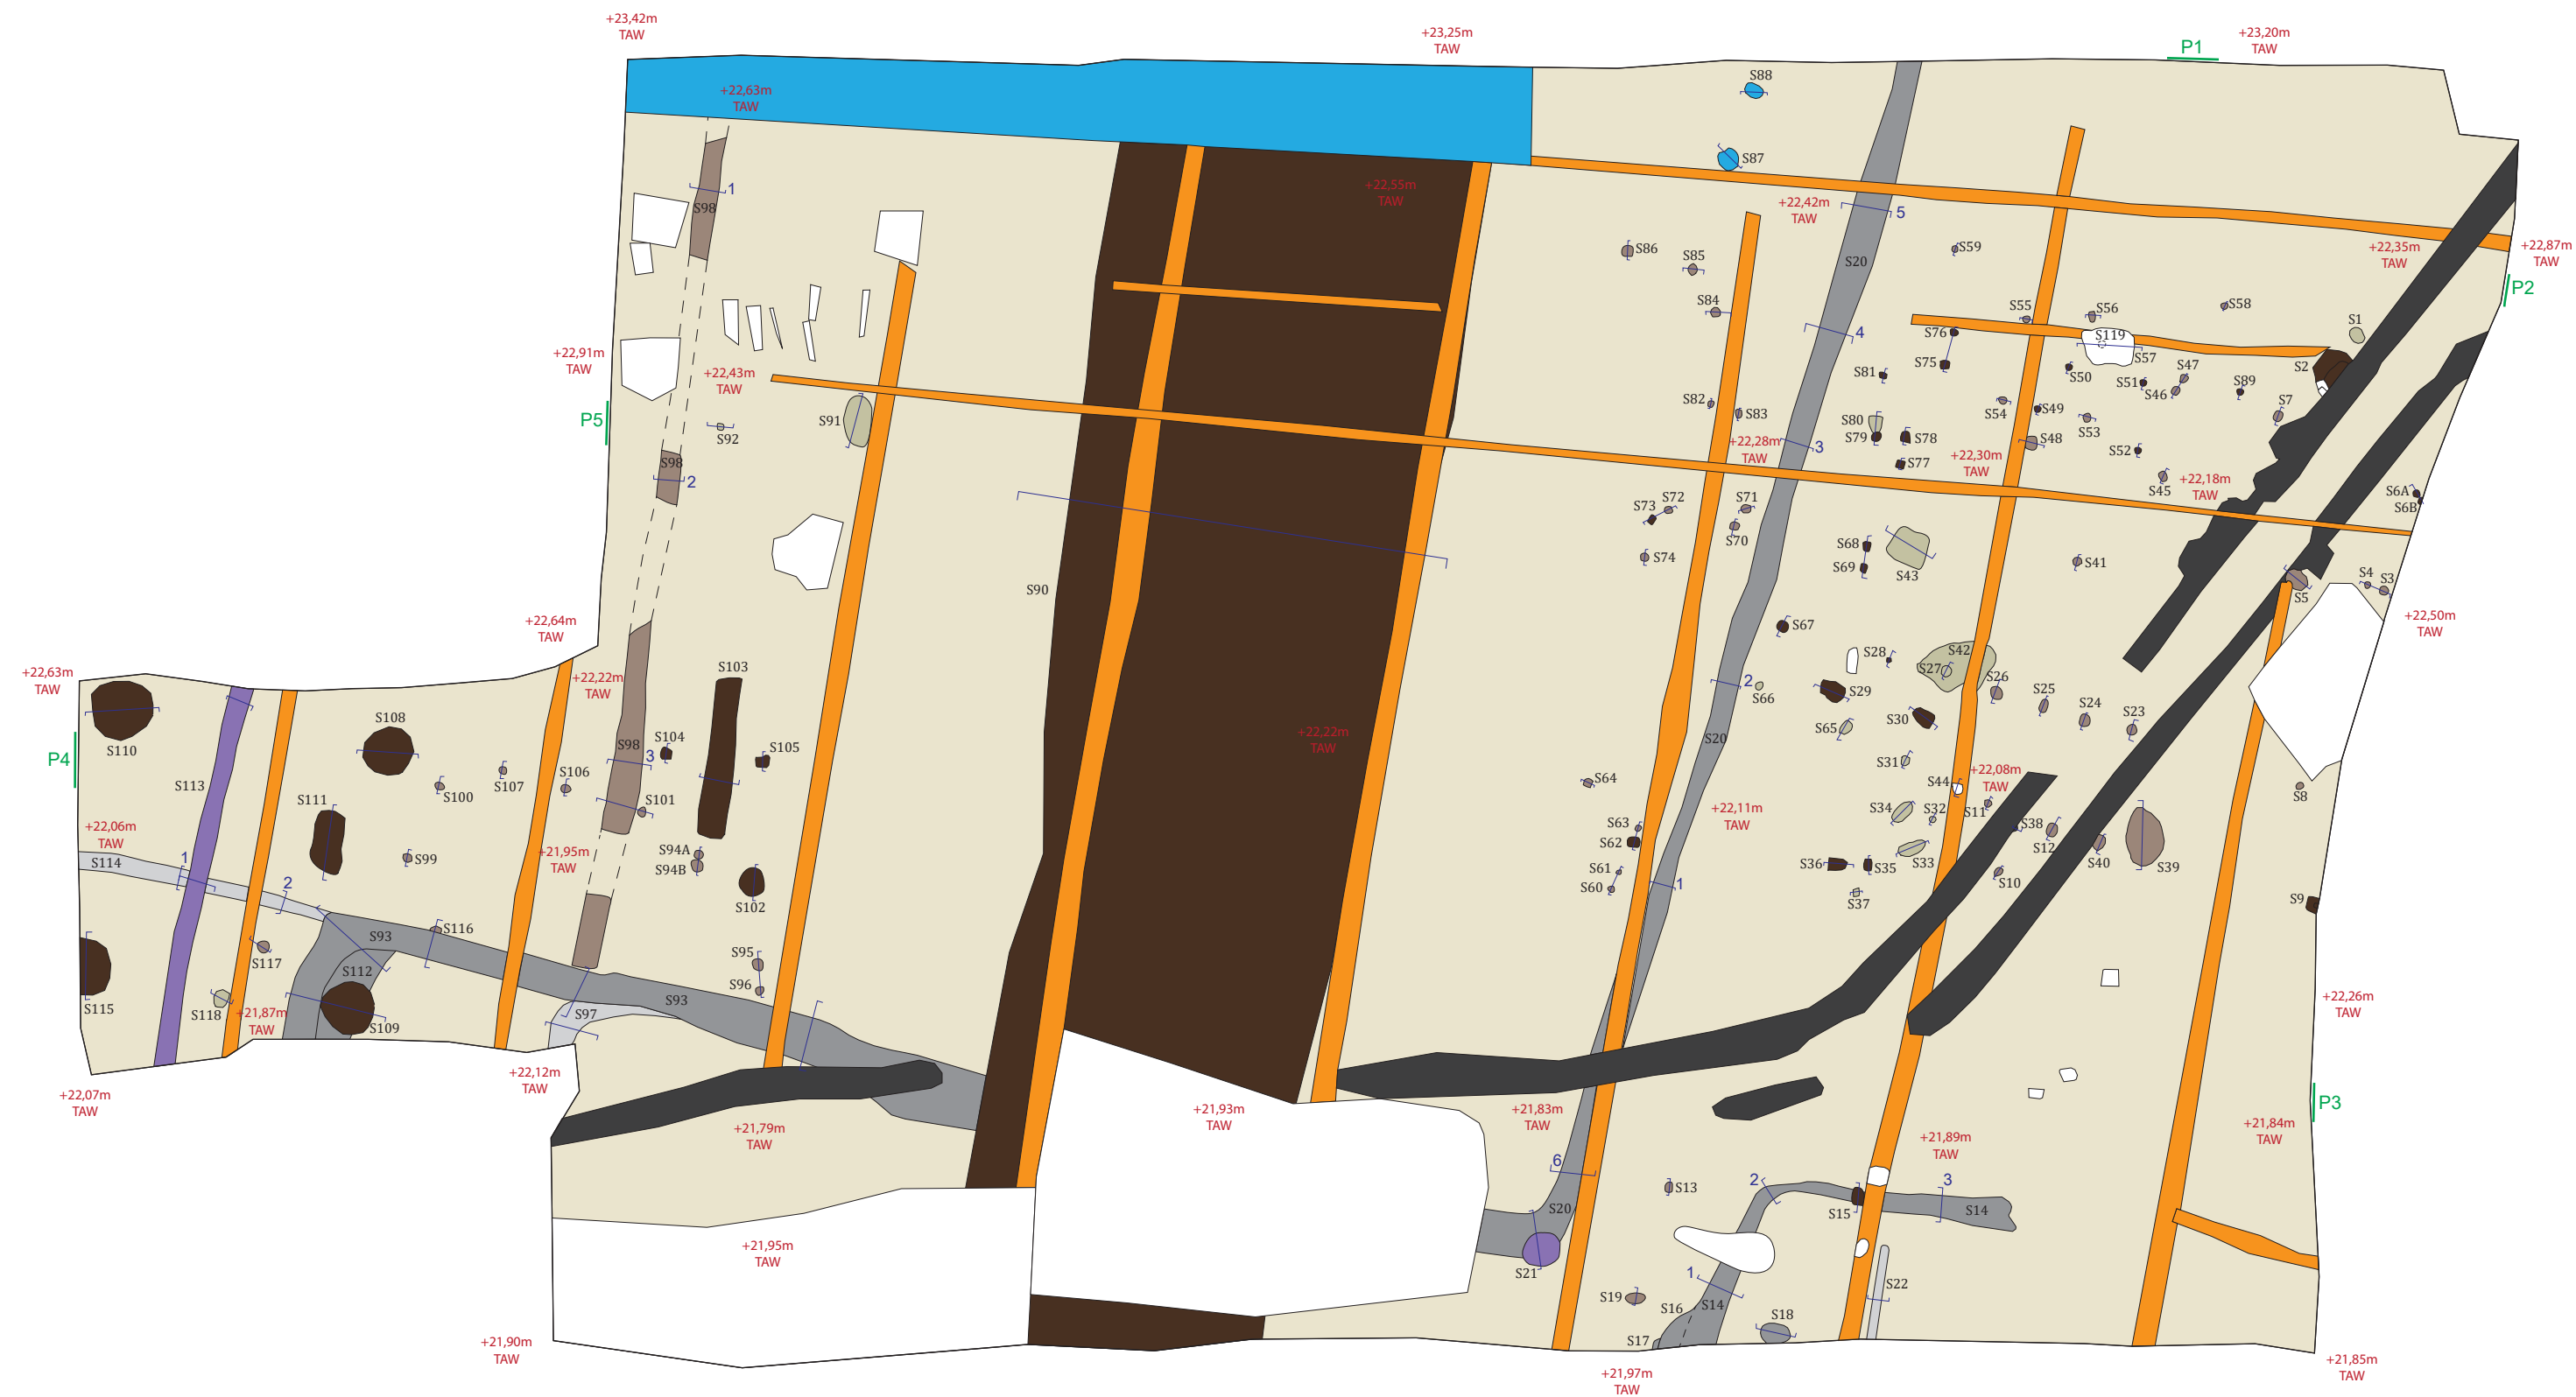 +23,42m
TAW
+23,25m
TAW
+23,20m
TAW
P1
S88
+22,63m
TAW
S87
1
S98
+22,55m
TAW
+22,42m
TAW
5
S86
S85
S59
S20
+22,35m
TAW
+22,87m
TAW
P2
S84
S55
S56
S58
S1
4
S76
S119
S57
+22,91m
TAW
+22,43m
TAW
S81
S75
S50
S51
S47
S46
S89
S2
S7
P5
S91
S92
S82
S83
S80
S79
S78
S54
S49
S53
S48
+22,28m
TAW
3
S77
+22,30m
TAW
S52
S98
2
S45
+22,18m
TAW
S6A
S6B
S73
S72
S71
S70
S74
S68
S69
S43
S41
S90
S5
S4
S3
+22,64m
TAW
S67
+22,50m
TAW
+22,63m
TAW
+22,22m
TAW
S103
S28
S42
S27
S26
2
S66
S29
S25
S24
S23
S110
S108
S65
S30
+22,22m
TAW
S20
P4
S113
S98
3
S104
S105
S106
S107
S100
S64
S31
S44
+22,08m
TAW
S8
S111
S101
+22,11m
TAW
S34
S32
S11
S38
S12
S40
S39
+22,06m
TAW
S114
1
S99
+21,95m
TAW
S94A
S94B
S63
S62
S61
S60
S36
S35
S33
S10
2
S102
1
S37
S9
S93
S116
S117
S112
S95
S96
S115
S118
+21,87m
TAW
S109
S97
S93
+22,26m
TAW
+22,07m
TAW
+22,12m
TAW
+21,79m
TAW
+21,93m
TAW
+21,83m
TAW
+21,89m
TAW
+21,84m
TAW
P3
6
S13
2
3
S20
S15
S14
+21,95m
TAW
S21
1
S22
S19
S16
S14
S18
S17
+21,90m
TAW
+21,97m
TAW
+21,85m
TAW